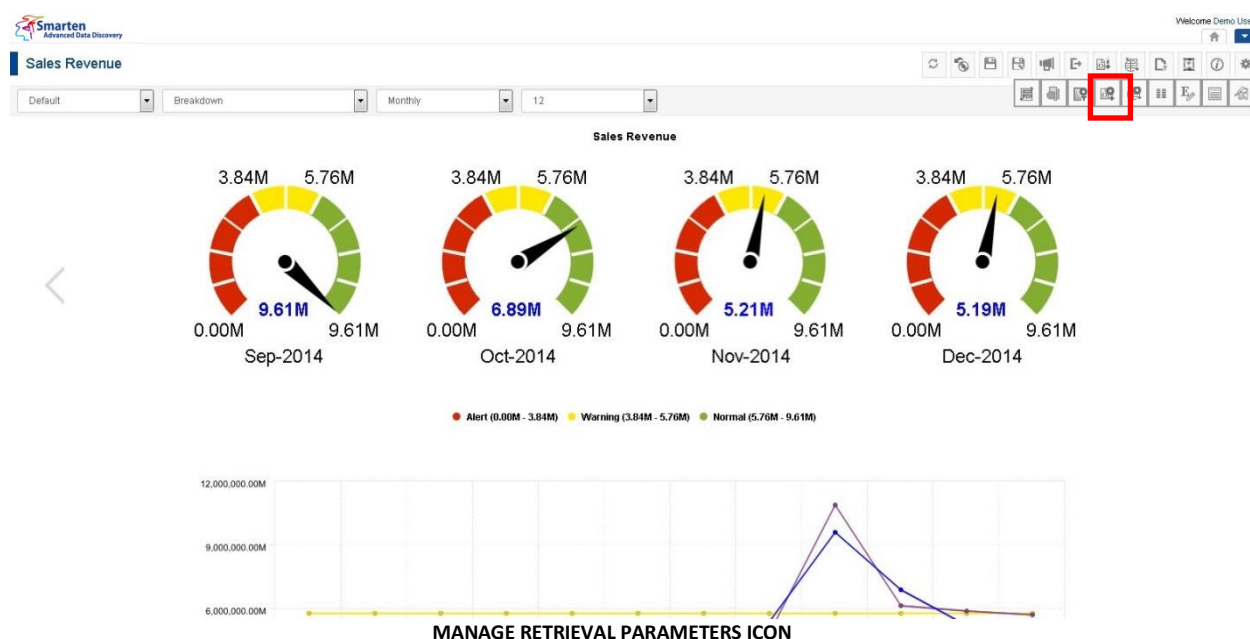 Smarten
Advanced Data Discovery
Welcome Demo Use
Sales Revenue
Default
Breakdown
Monthly
12
Sales Revenue
3.84M 5.76M 3.84M 5.76M 3.84M 5.76M 3.84M 5.76M
9.61M 6.89M 5.21M 5.19M
0.00M 9.61M 0.00M 9.61M 0.00M 9.61M 0.00M 9.61M
Sep-2014 Oct-2014 Nov-2014 Dec-2014
Alert (0.00M - 3.84M) Warning (3.84M - 5.76M) Normal (5.76M - 9.61M)
12,000,000.00M
9,000,000.00M
6,000,000.00M
MANAGE RETRIEVAL PARAMETERS ICON